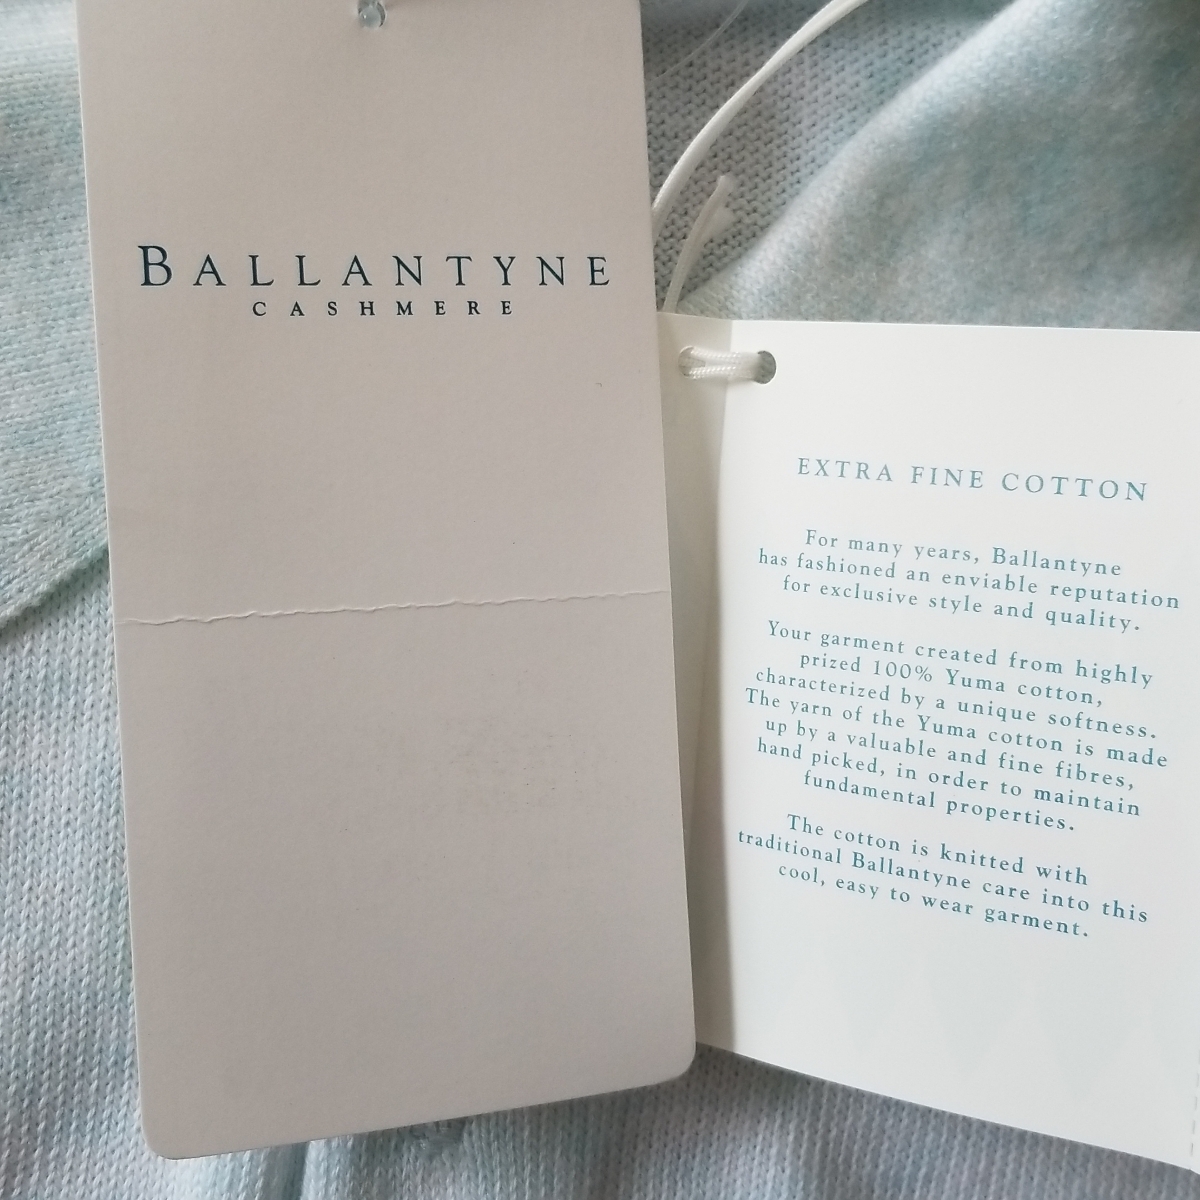 BALLANTYNE
CASHMERE
EXTRA FINE COTTON
For many years, Ballantyne
has fashioned an enviable reputation
for exclusive style and quality.
Your garment created from highly
prized 100% Yuma cotton,
characterized by a unique softness.
The yarn of the Yuma cotton is made
up by a valuable and fine fibres,
hand picked, in order to maintain
fundamental properties.
The cotton is knitted with
traditional Ballantyne care into this
cool, easy to wear garment.